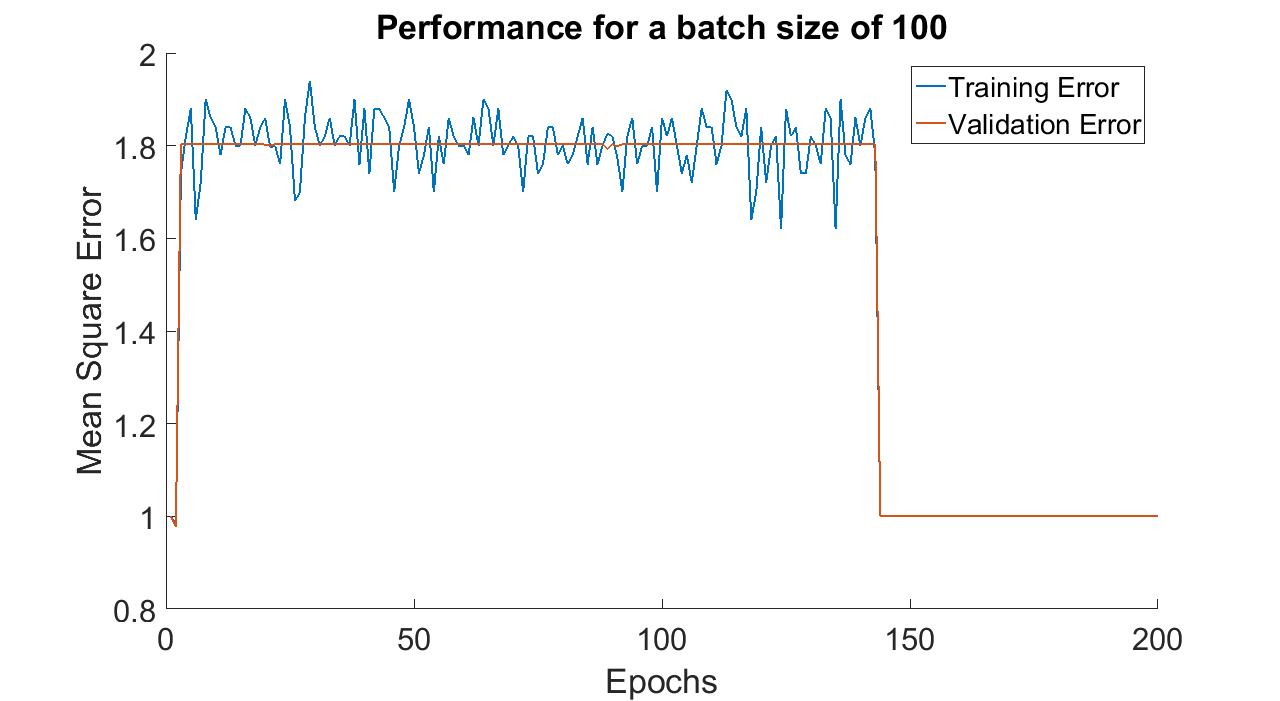 Performance for a batch size of 100
Training Error
Validation Error
Mean Square Error
2
1.8
1.6
1.4
1.2
1
0.8
0
50
100
150
200
Epochs